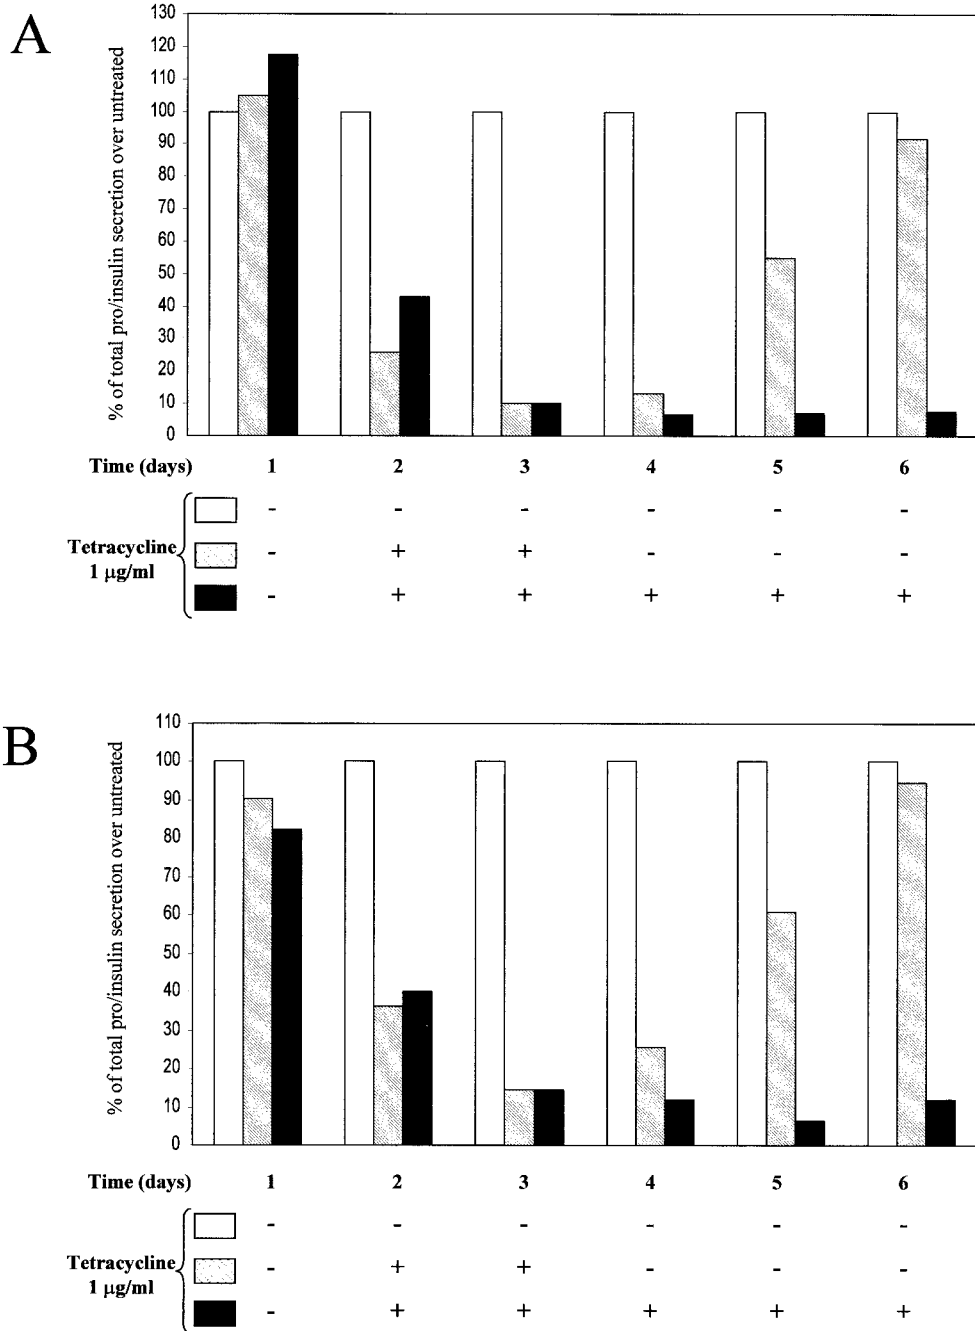 A
% of total pro/insulin secretion over untreated
130
120
110
100
90
80
70
60
50
40
30
20
10
0
Time (days) 1 2 3 4 5 6
- - - - - -
Tetracycline
1 µg/ml
- + + - - -
- + + + + +
B
% of total pro/insulin secretion over untreated
110
100
90
80
70
60
50
40
30
20
10
0
Time (days) 1 2 3 4 5 6
- - - - - -
Tetracycline
1 µg/ml
- + + - - -
- + + + + +